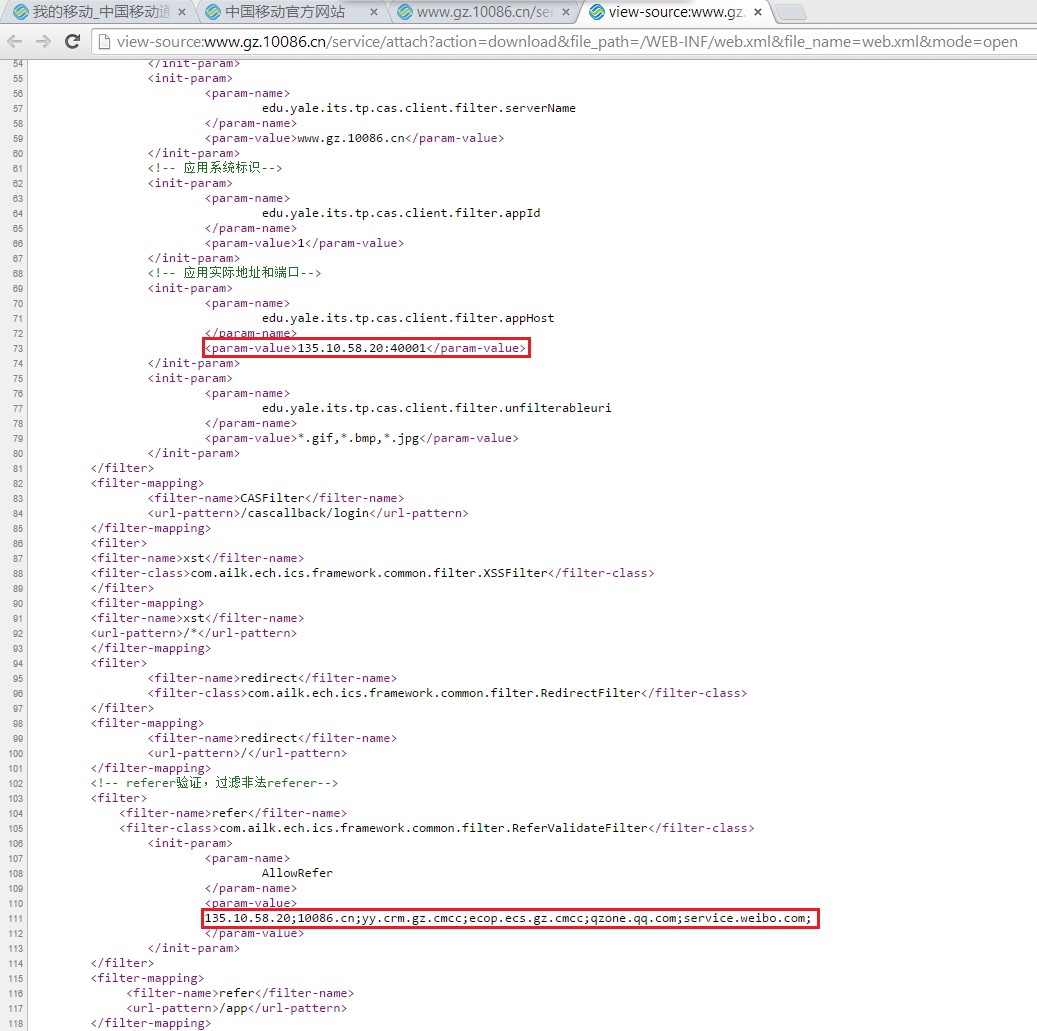 我的移动_中国移动通
中国移动官方网站
www.gz.10086.cn/ser
view-source:www.gz.
view-source:www.gz.10086.cn/service/attach?action=download&file_path=/WEB-INF/web.xml&file_name=web.xml&mode=open
54 </init-param>
55 <init-param>
56 <param-name>
57 edu.yale.its.tp.cas.client.filter.serverName
58 </param-name>
59 <param-value>www.gz.10086.cn</param-value>
60 </init-param>
61 <!-- 应用系统标识-->
62 <init-param>
63 <param-name>
64 edu.yale.its.tp.cas.client.filter.appId
65 </param-name>
66 <param-value>1</param-value>
67 </init-param>
68 <!-- 应用实际地址和端口-->
69 <init-param>
70 <param-name>
71 edu.yale.its.tp.cas.client.filter.appHost
72 </param-name>
73 <param-value>135.10.58.20:40001</param-value>
74 </init-param>
75 <init-param>
76 <param-name>
77 edu.yale.its.tp.cas.client.filter.unfilterableuri
78 </param-name>
79 <param-value>*.gif,*.bmp,*.jpg</param-value>
80 </init-param>
81 </filter>
82 <filter-mapping>
83 <filter-name>CASFilter</filter-name>
84 <url-pattern>/cascallback/login</url-pattern>
85 </filter-mapping>
86 <filter>
87 <filter-name>xst</filter-name>
88 <filter-class>com.ailk.ech.ics.framework.common.filter.XSSFilter</filter-class>
89 </filter>
90 <filter-mapping>
91 <filter-name>xst</filter-name>
92 <url-pattern>/*</url-pattern>
93 </filter-mapping>
94 <filter>
95 <filter-name>redirect</filter-name>
96 <filter-class>com.ailk.ech.ics.framework.common.filter.RedirectFilter</filter-class>
97 </filter>
98 <filter-mapping>
99 <filter-name>redirect</filter-name>
100 <url-pattern>/</url-pattern>
101 </filter-mapping>
102 <!-- referer验证，过滤非法referer-->
103 <filter>
104 <filter-name>refer</filter-name>
105 <filter-class>com.ailk.ech.ics.framework.common.filter.ReferValidateFilter</filter-class>
106 <init-param>
107 <param-name>
108 AllowRefer
109 </param-name>
110 <param-value>
111 135.10.58.20;10086.cn;yy.crm.gz.cmcc;ecop.ecs.gz.cmcc;qzone.qq.com;service.weibo.com;
112 </param-value>
113 </init-param>
114 </filter>
115 <filter-mapping>
116 <filter-name>refer</filter-name>
117 <url-pattern>/app</url-pattern>
118 </filter-mapping>